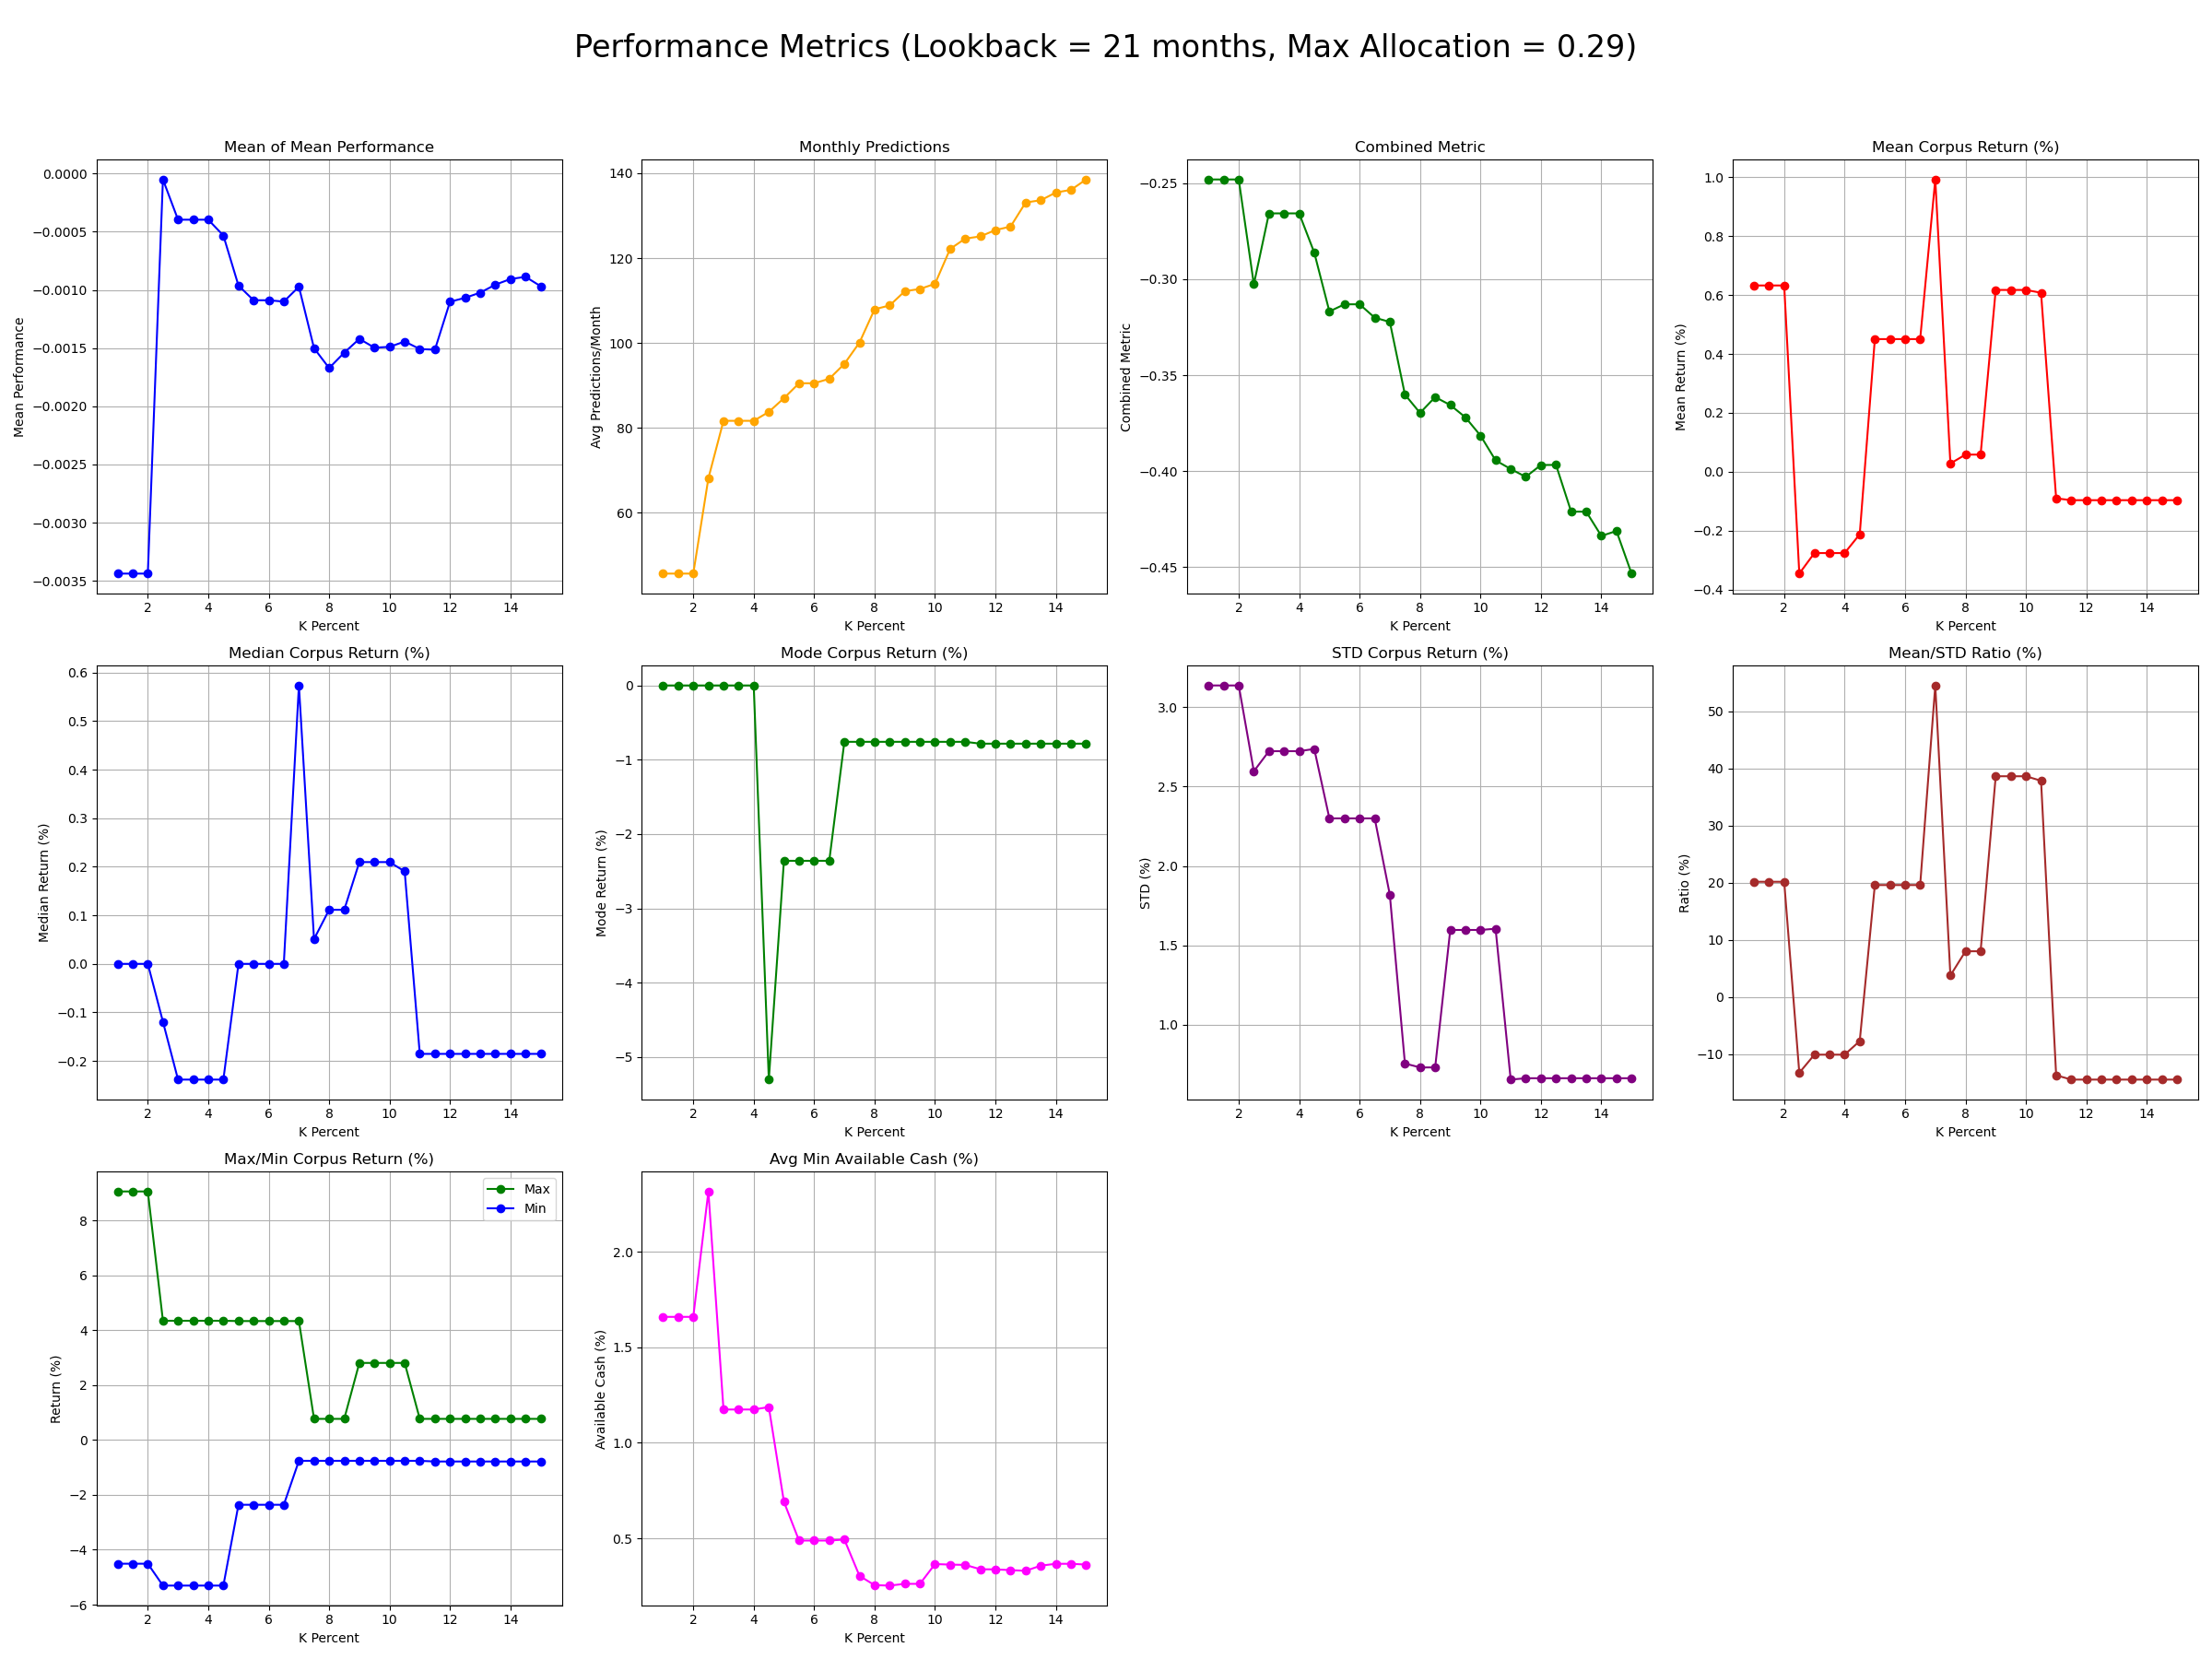 Performance Metrics (Lookback = 21 months, Max Allocation = 0.29)
Mean of Mean Performance
Mean Performance
0.0000
−0.0005
−0.0010
−0.0015
−0.0020
−0.0025
−0.0030
−0.0035
2 4 6 8 10 12 14
K Percent
Monthly Predictions
Avg Predictions/Month
140
120
100
80
60
2 4 6 8 10 12 14
K Percent
Combined Metric
Combined Metric
−0.25
−0.30
−0.35
−0.40
−0.45
2 4 6 8 10 12 14
K Percent
Mean Corpus Return (%)
Mean Return (%)
1.0
0.8
0.6
0.4
0.2
0.0
−0.2
−0.4
2 4 6 8 10 12 14
K Percent
Median Corpus Return (%)
Median Return (%)
0.6
0.5
0.4
0.3
0.2
0.1
0.0
−0.1
−0.2
2 4 6 8 10 12 14
K Percent
Mode Corpus Return (%)
Mode Return (%)
0
−1
−2
−3
−4
−5
2 4 6 8 10 12 14
K Percent
STD Corpus Return (%)
STD (%)
3.0
2.5
2.0
1.5
1.0
2 4 6 8 10 12 14
K Percent
Mean/STD Ratio (%)
Ratio (%)
50
40
30
20
10
0
−10
2 4 6 8 10 12 14
K Percent
Max/Min Corpus Return (%)
Return (%)
8
6
4
2
0
−2
−4
−6
Max
Min
2 4 6 8 10 12 14
K Percent
Avg Min Available Cash (%)
Available Cash (%)
2.0
1.5
1.0
0.5
2 4 6 8 10 12 14
K Percent